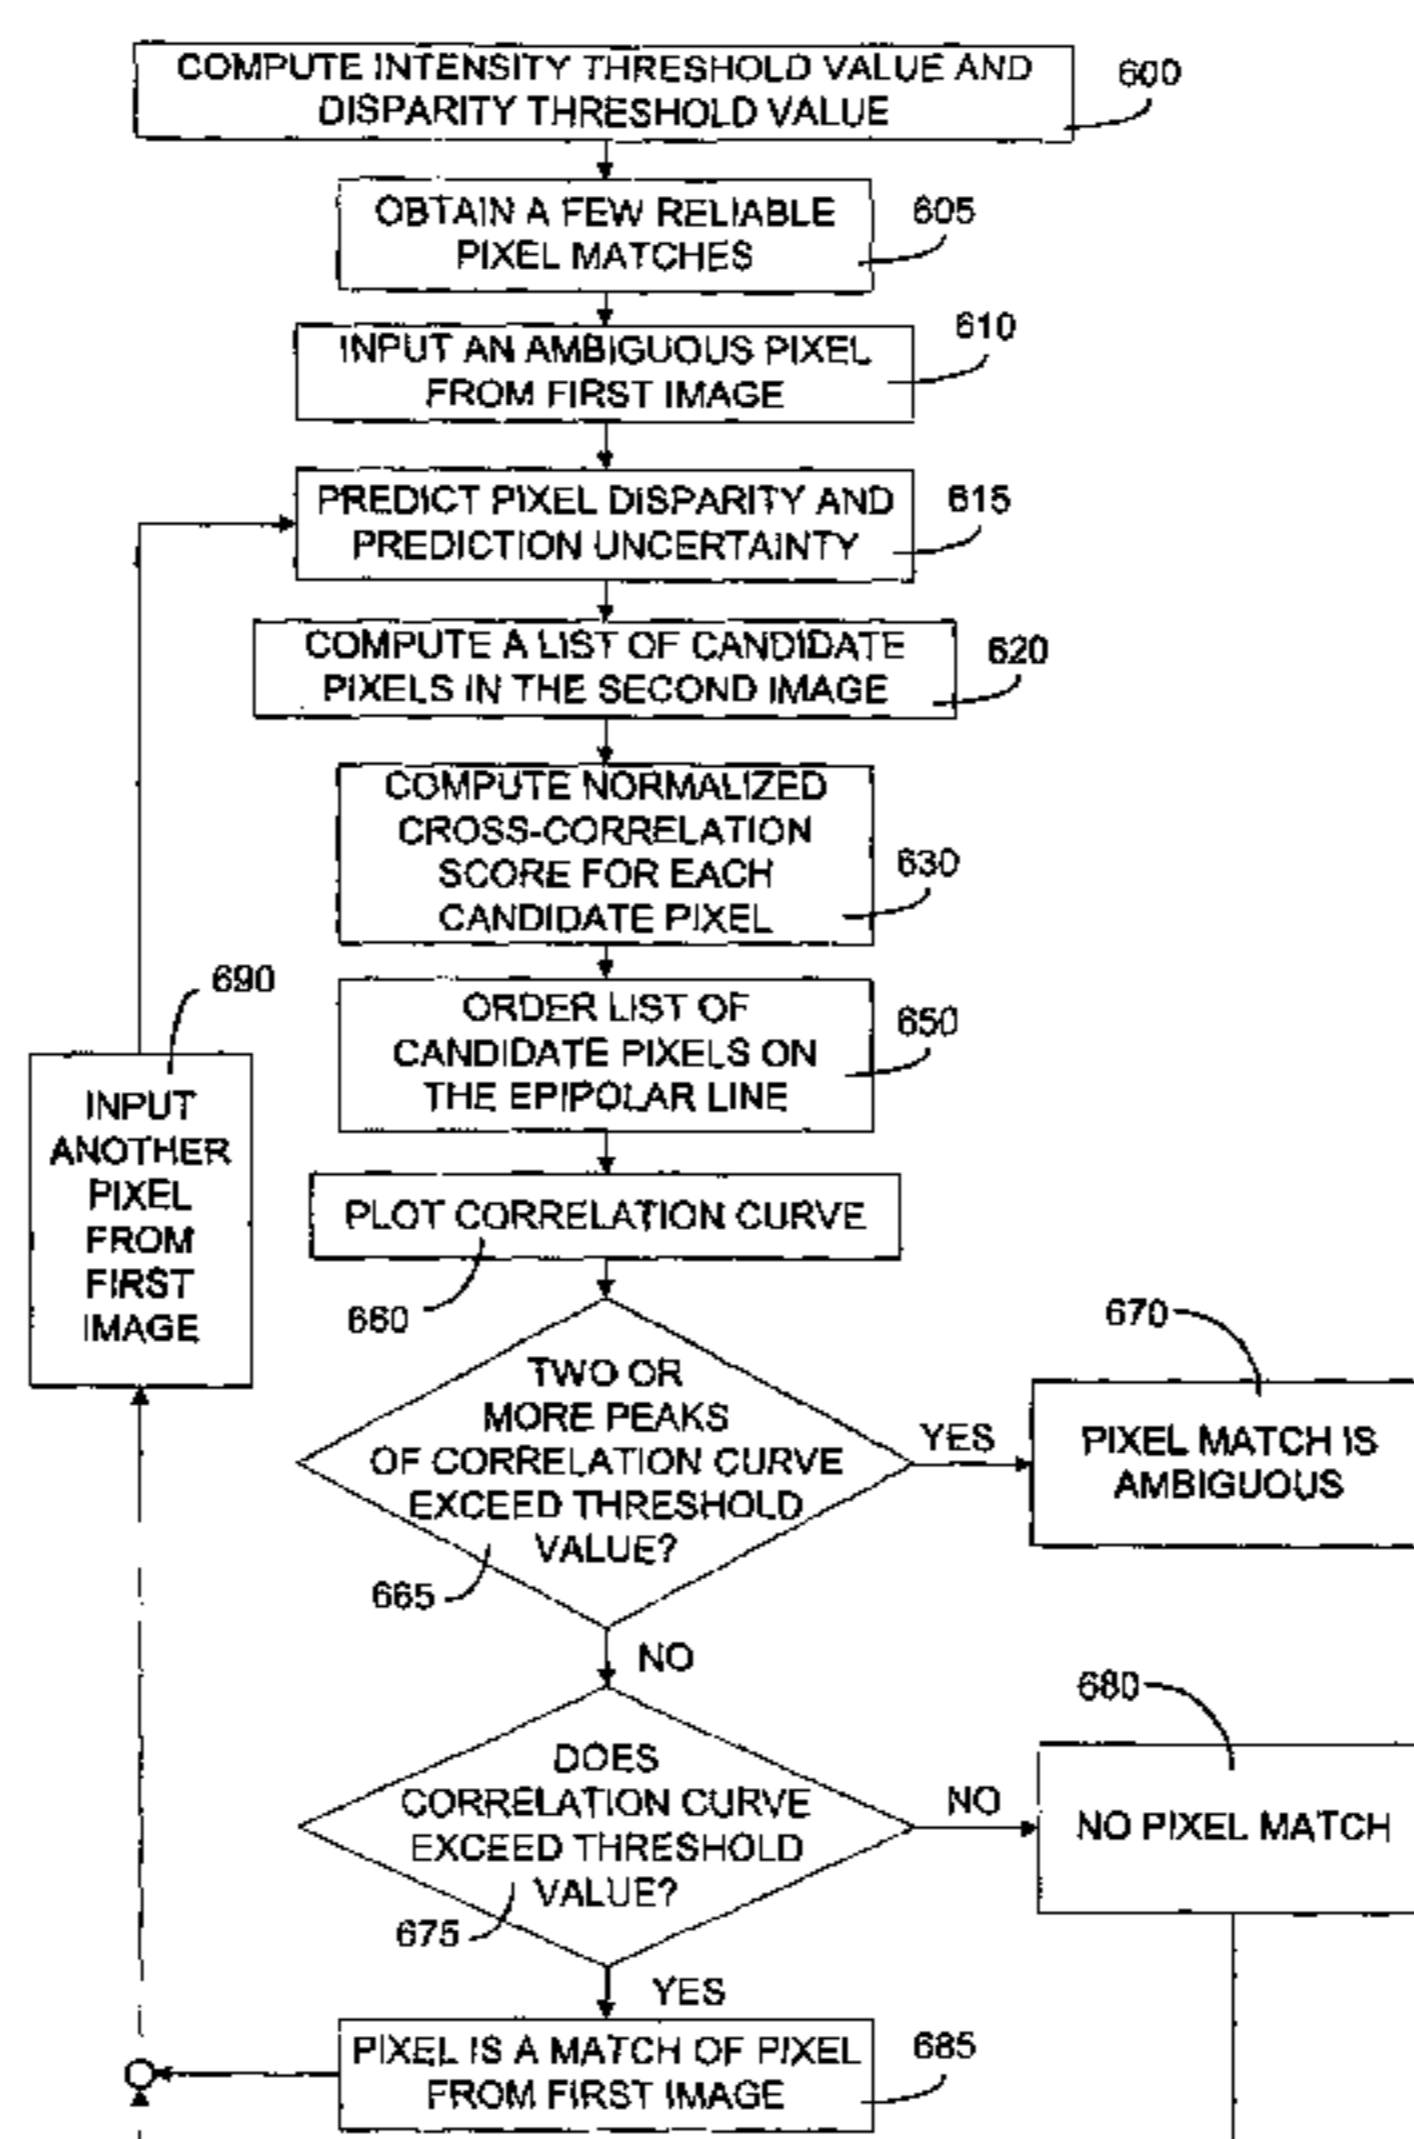 COMPUTE INTENSITY THRESHOLD VALUE AND
DISPARITY THRESHOLD VALUE
600
OBTAIN A FEW RELIABLE
PIXEL MATCHES
605
INPUT AN AMBIGUOUS PIXEL
FROM FIRST IMAGE
610
PREDICT PIXEL DISPARITY AND
PREDICTION UNCERTAINTY
615
COMPUTE A LIST OF CANDIDATE
PIXELS IN THE SECOND IMAGE
620
COMPUTE NORMALIZED
CROSS-CORRELATION
SCORE FOR EACH
CANDIDATE PIXEL
630
ORDER LIST OF
CANDIDATE PIXELS ON
THE EPIPOLAR LINE
650
690
INPUT
ANOTHER
PIXEL
FROM
FIRST
IMAGE
PLOT CORRELATION CURVE
660
TWO OR
MORE PEAKS
OF CORRELATION CURVE
EXCEED THRESHOLD
VALUE?
665
YES
670
PIXEL MATCH IS
AMBIGUOUS
NO
DOES
CORRELATION CURVE
EXCEED THRESHOLD
VALUE?
675
NO
680
NO PIXEL MATCH
YES
PIXEL IS A MATCH OF PIXEL
FROM FIRST IMAGE
685